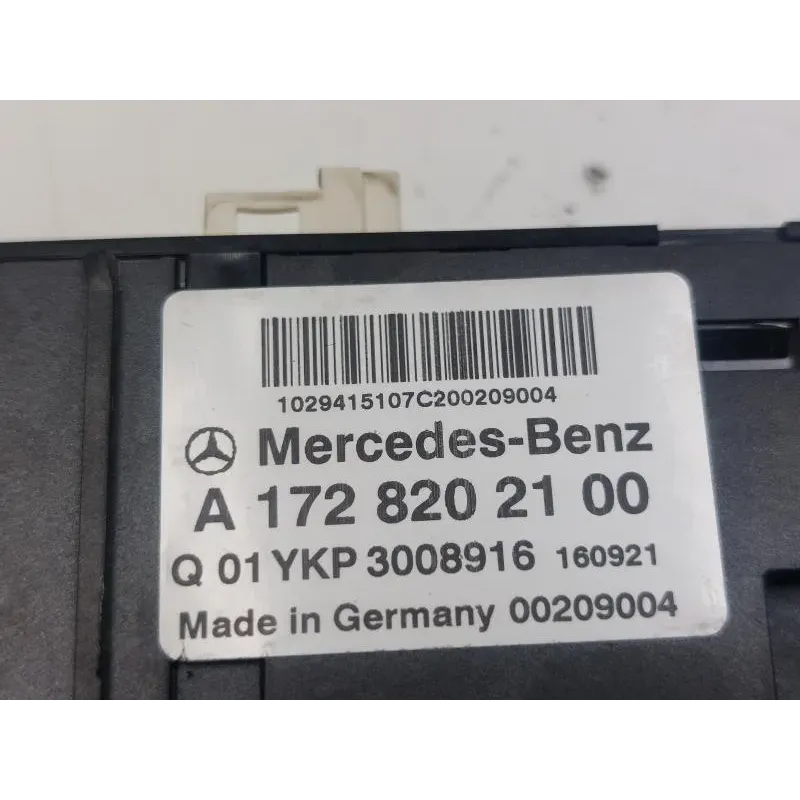 1029415107C200209004
Mercedes-Benz
A 172 820 21 00
Q 01 YKP 3008916 160921
Made in Germany 00209004